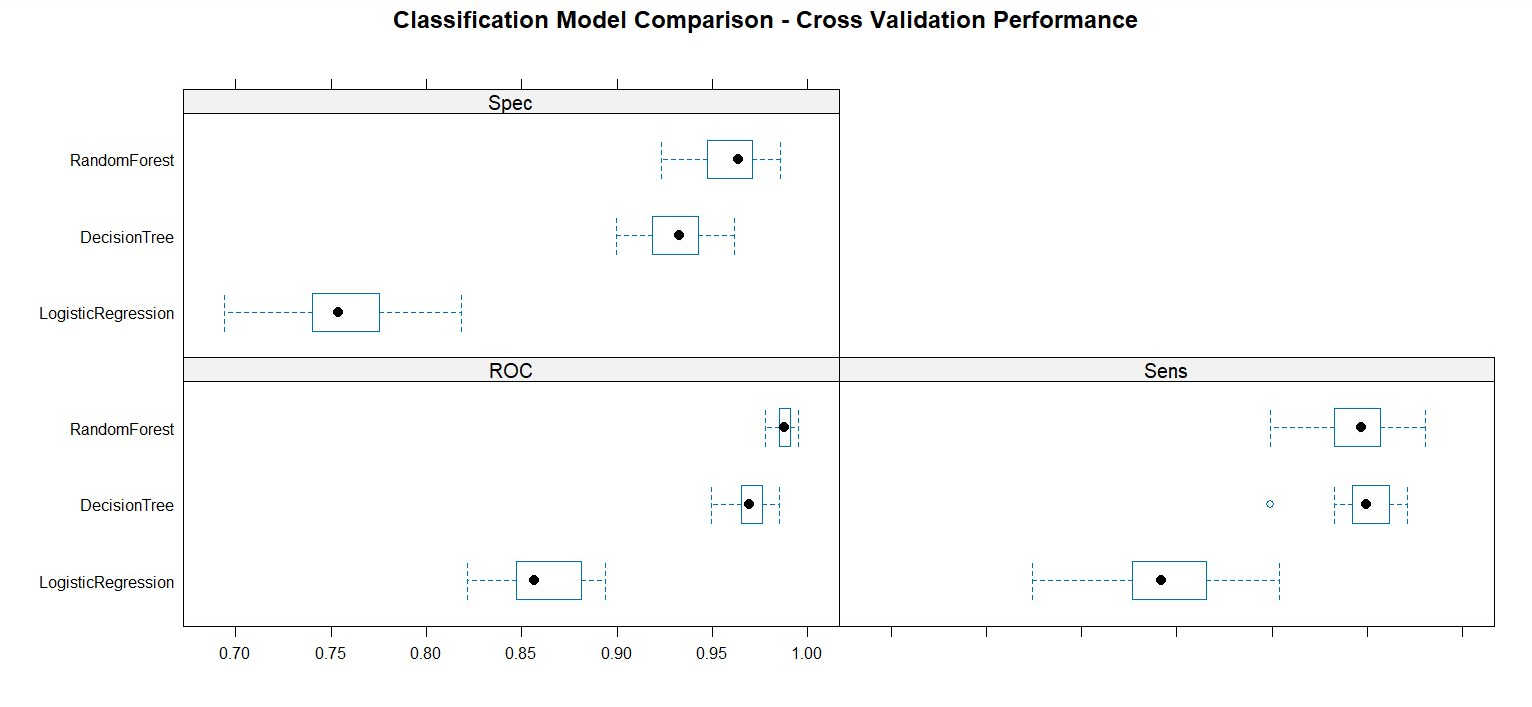 Classification Model Comparison - Cross Validation Performance
Spec
RandomForest
DecisionTree
LogisticRegression
ROC
Sens
RandomForest
DecisionTree
LogisticRegression
0.70 0.75 0.80 0.85 0.90 0.95 1.00